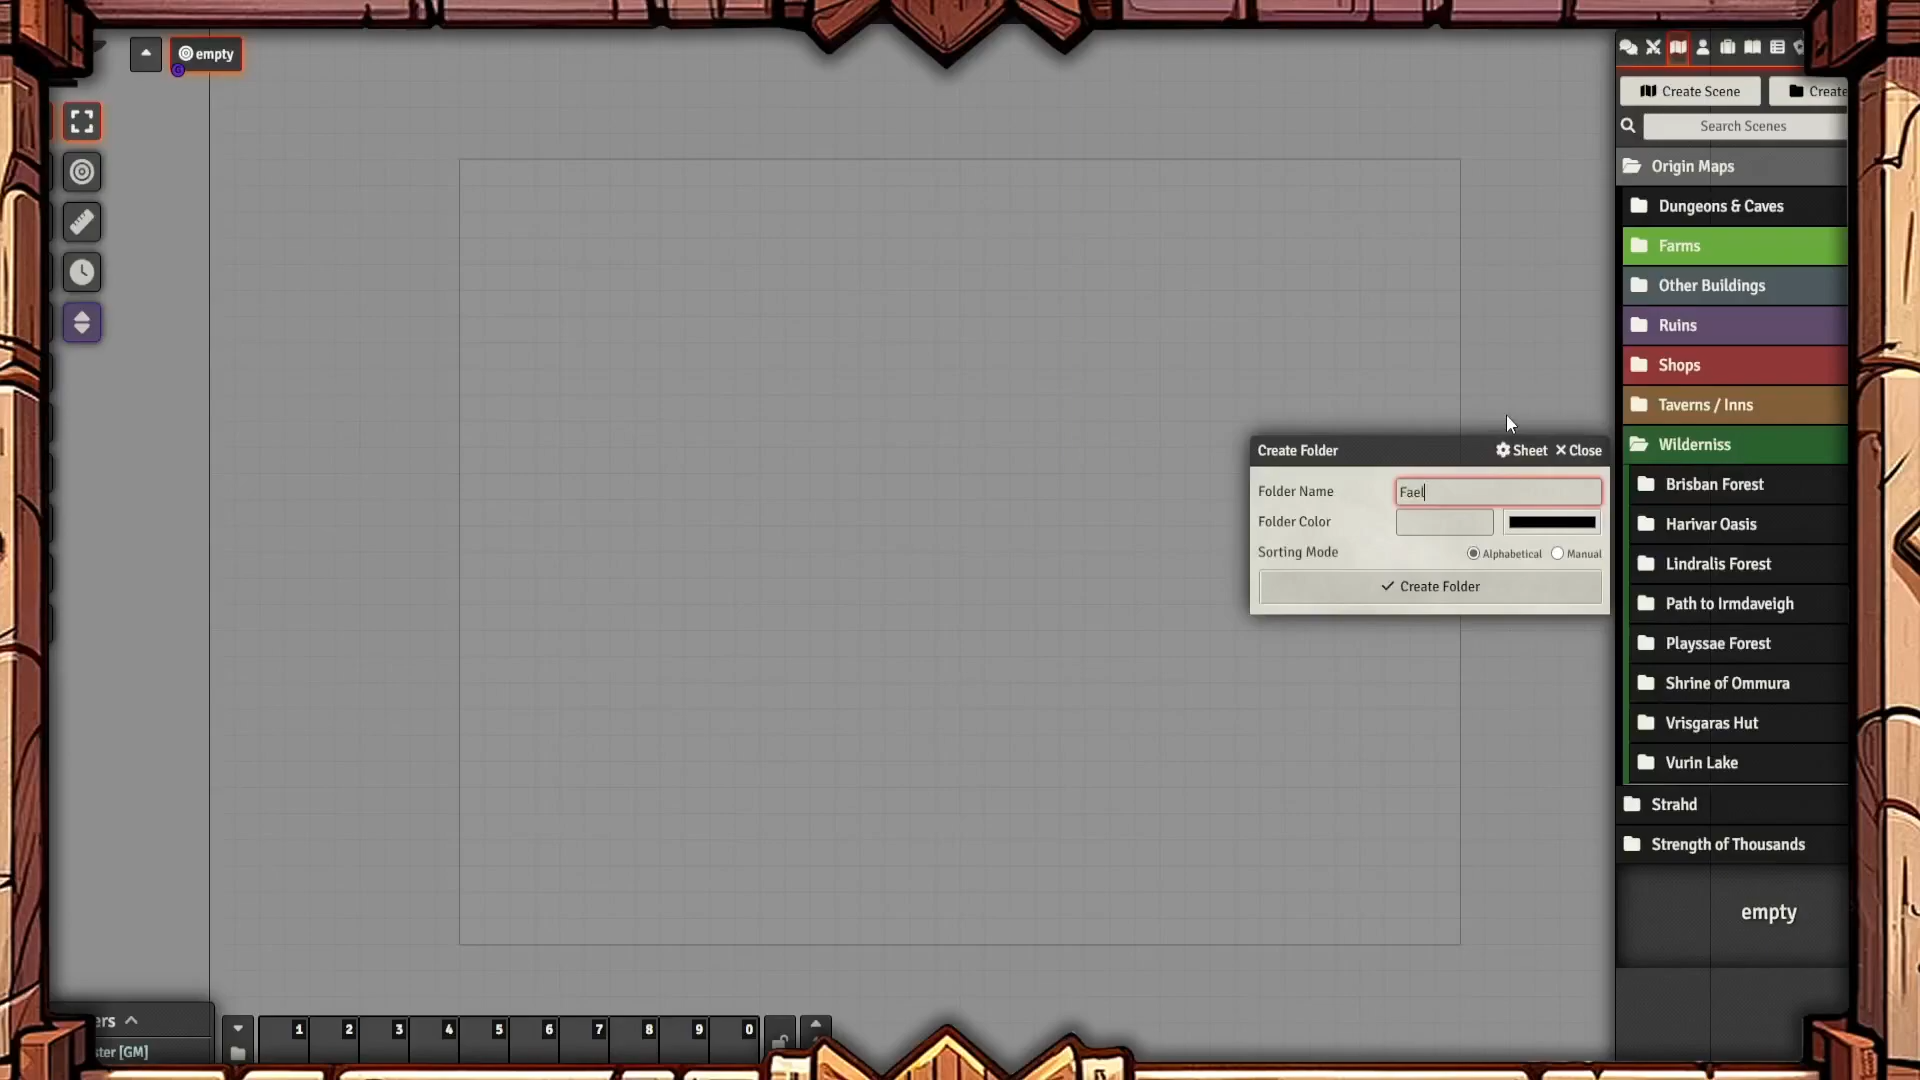 empty
G
Create Scene
Create
Search Scenes
Origin Maps
Dungeons & Caves
Farms
Other Buildings
Ruins
Shops
Taverns / Inns
Wilderniss
Brisban Forest
Harivar Oasis
Lindralis Forest
Path to Irmdaveigh
Playssae Forest
Shrine of Ommura
Vrisgaras Hut
Vurin Lake
Strahd
Strength of Thousands
empty
Create Folder Sheet Close
Folder Name Fael
Folder Color
Sorting Mode Alphabetical Manual
Create Folder
ers
ster [GM]
1 2 3 4 5 6 7 8 9 0